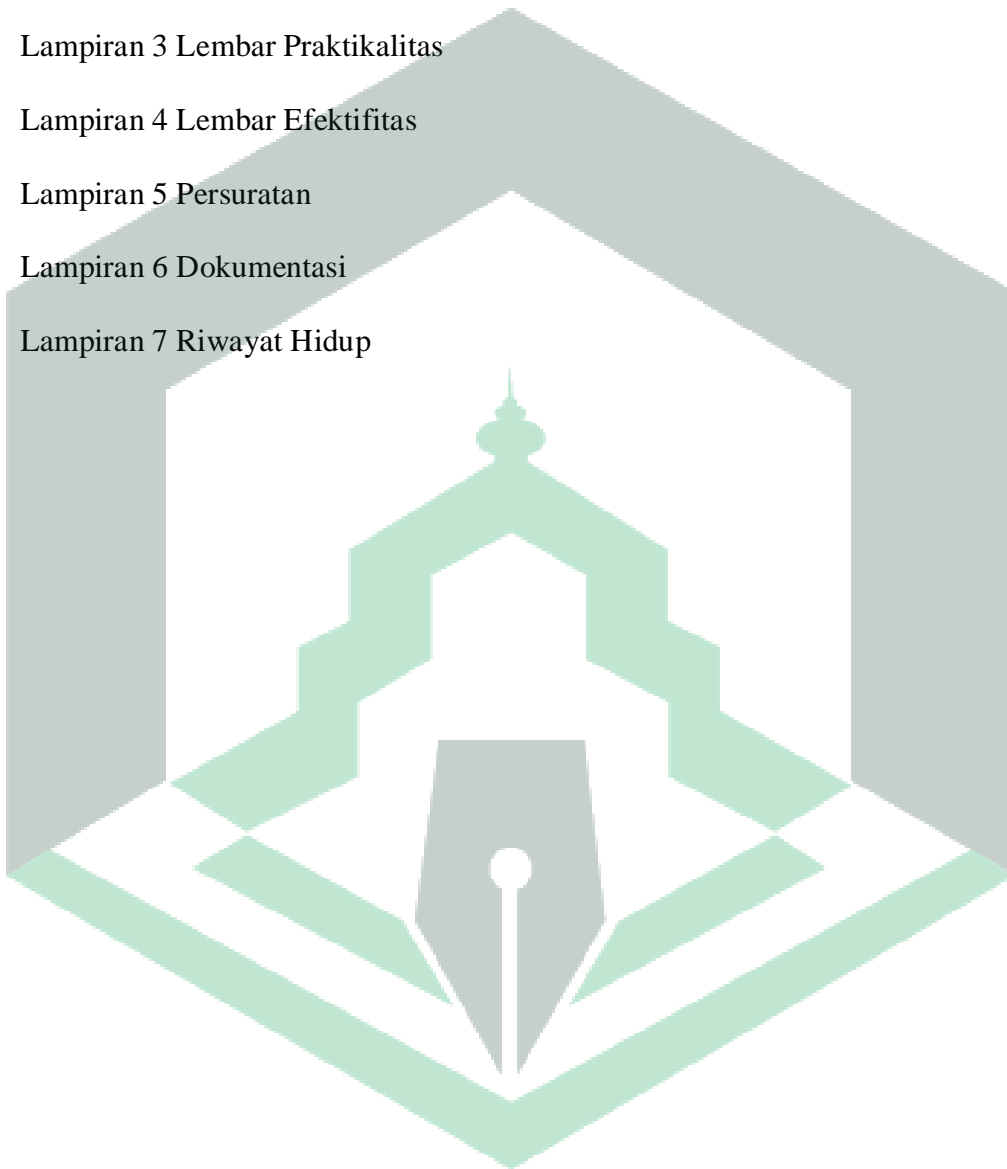 Lampiran 3 Lembar Praktikalitas
Lampiran 4 Lembar Efektifitas
Lampiran 5 Persuratan
Lampiran 6 Dokumentasi
Lampiran 7 Riwayat Hidup